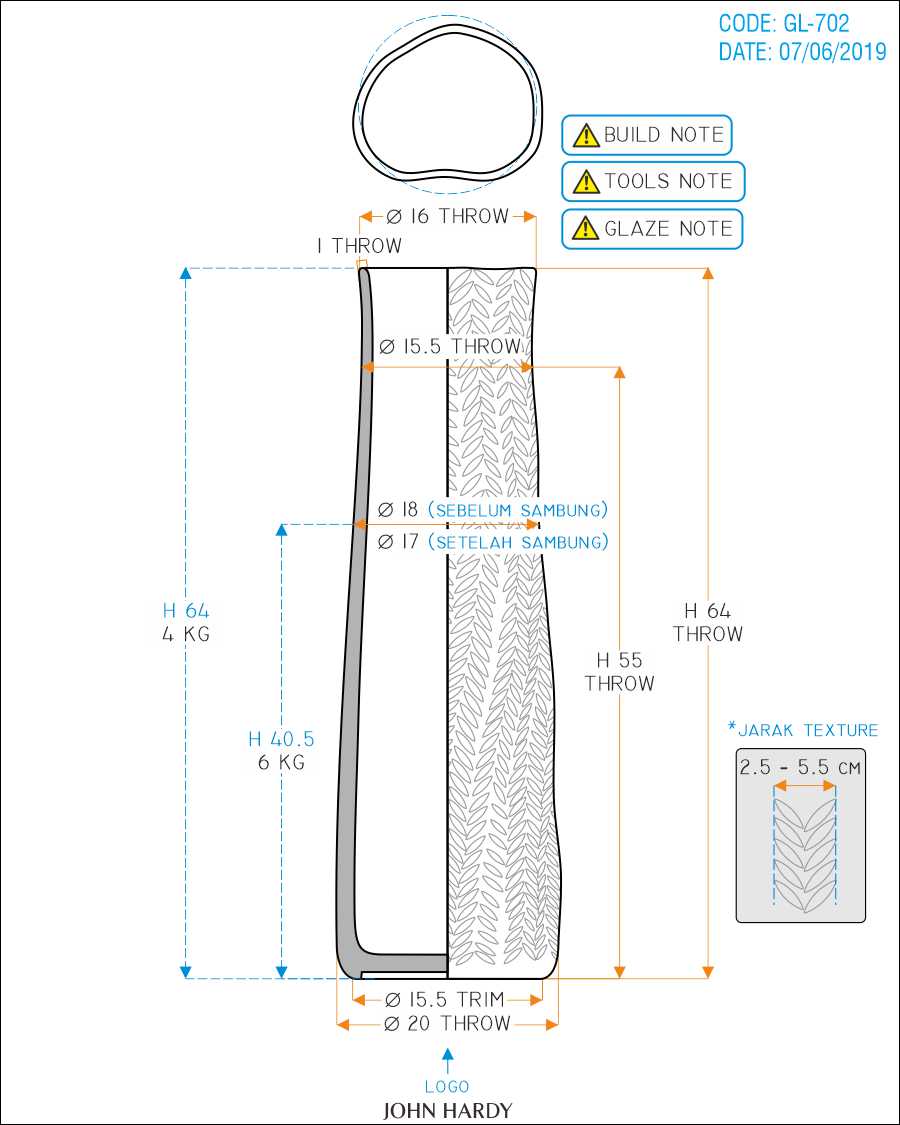 CODE: GL-702
DATE: 07/06/2019
BUILD NOTE
TOOLS NOTE
GLAZE NOTE
Ø 16 THROW
1 THROW
Ø 15.5 THROW
Ø 18 (SEBELUM SAMBUNG)
Ø 17 (SETELAH SAMBUNG)
H 64
4 KG
H 64
THROW
H 55
THROW
H 40.5
6 KG
*JARAK TEXTURE
2.5 - 5.5 CM
Ø 15.5 TRIM
Ø 20 THROW
LOGO
JOHN HARDY